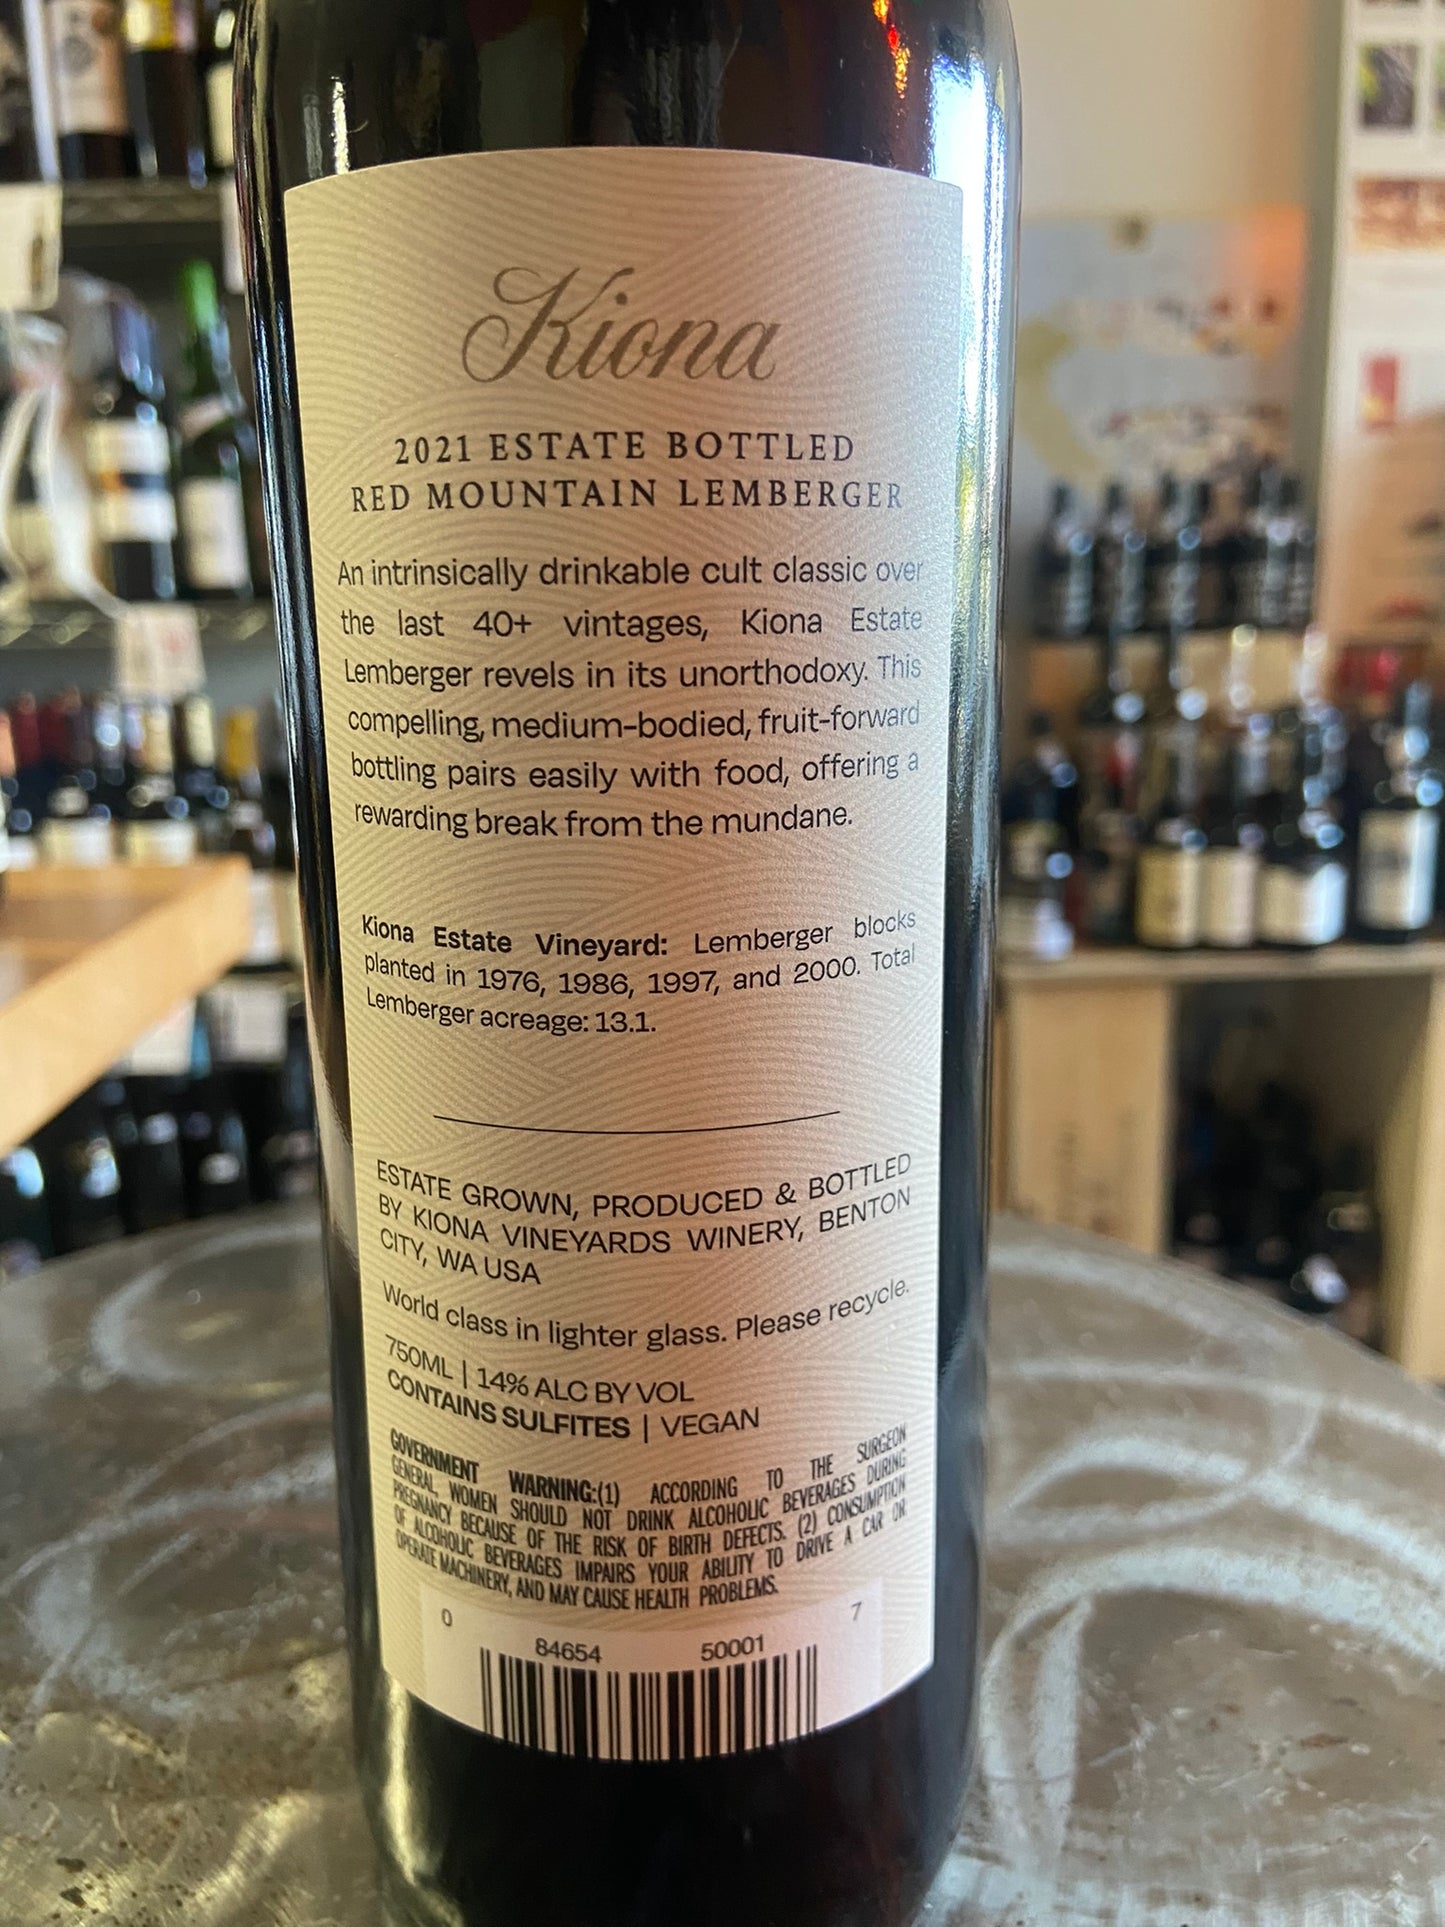 Kiona
2021 ESTATE BOTTLED
RED MOUNTAIN LEMBERGER
An intrinsically drinkable cult classic over
the last 40+ vintages, Kiona Estate
Lemberger revels in its unorthodoxy. This
compelling, medium-bodied, fruit-forward
bottling pairs easily with food, offering a
rewarding break from the mundane.
Kiona Estate Vineyard: Lemberger blocks
planted in 1976, 1986, 1997, and 2000. Total
Lemberger acreage: 13.1.
ESTATE GROWN, PRODUCED & BOTTLED
BY KIONA VINEYARDS WINERY, BENTON
CITY, WA USA
World class in lighter glass. Please recycle.
750ML | 14% ALC BY VOL
CONTAINS SULFITES | VEGAN
GOVERNMENT WARNING:(1) ACCORDING TO THE SURGEON
GENERAL, WOMEN SHOULD NOT DRINK ALCOHOLIC BEVERAGES DURING
PREGNANCY BECAUSE OF THE RISK OF BIRTH DEFECTS. (2) CONSUMPTION
OF ALCOHOLIC BEVERAGES IMPAIRS YOUR ABILITY TO DRIVE A CAR OR
OPERATE MACHINERY, AND MAY CAUSE HEALTH PROBLEMS.
0 84654 50001 7